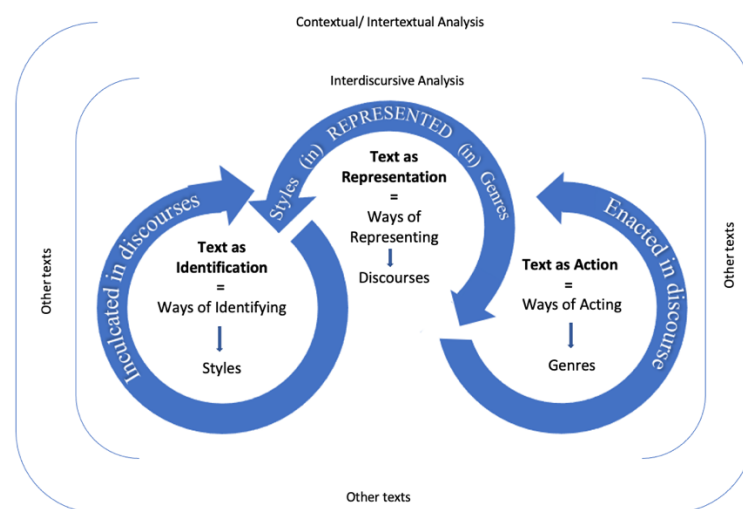 Contextual/ Intertextual Analysis
Interdiscursive Analysis
Styles (in) REPRESENTED (in) Genres
Text as
Representation
=
Ways of
Representing
Discourses
Inculcated in discourses
Text as
Identification
=
Ways of Identifying
Styles
Enacted in discourse
Text as Action
=
Ways of Acting
Genres
Other texts
Other texts
Other texts